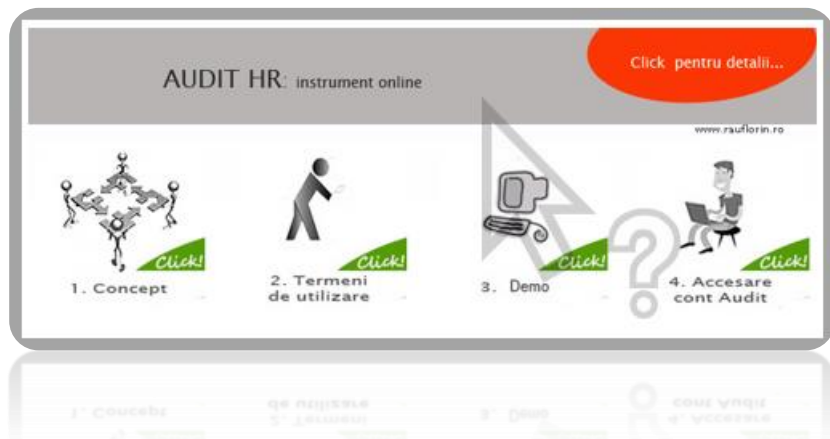 AUDIT HR: instrument online
Click pentru detalii...
www.rauflorin.ro
Click!
Click!
Click!
Click!
1. Concept
2. Termeni
de utilizare
3. Demo
4. Accesare
cont Audit